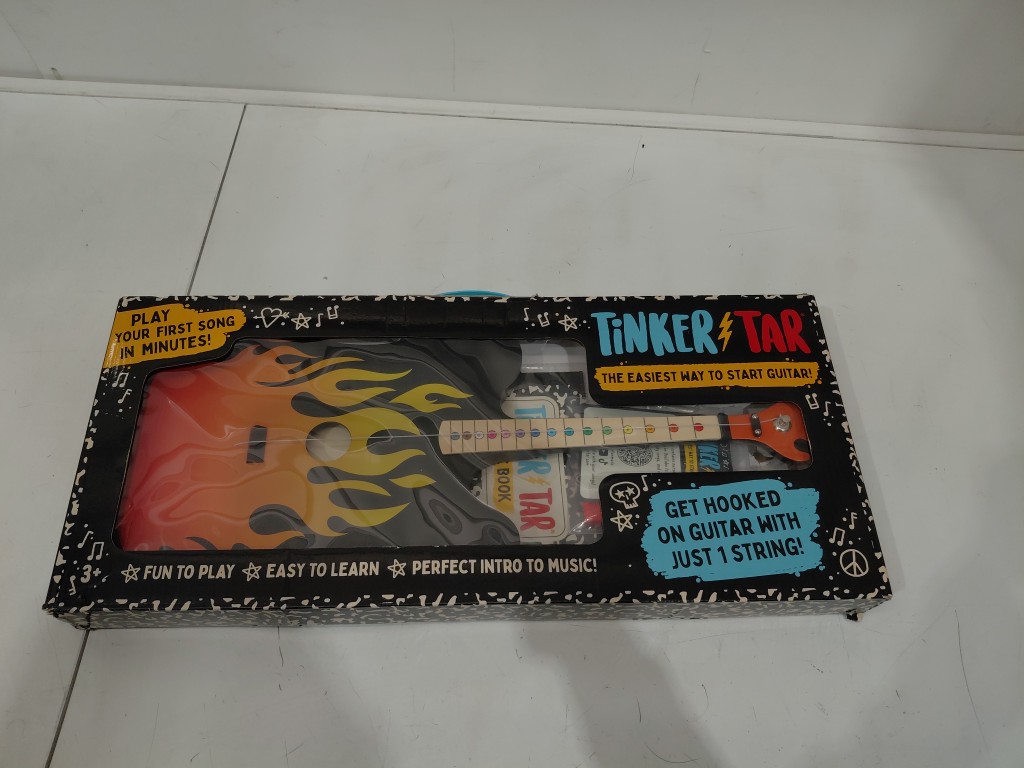 PLAY
YOUR FIRST SONG
IN MINUTES!
TiNKER TAR
THE EASIEST WAY TO START GUITAR!
BOOK
TAR
GET HOOKED
ON GUITAR WITH
JUST 1 STRING!
3+
FUN TO PLAY EASY TO LEARN PERFECT INTRO TO MUSIC!